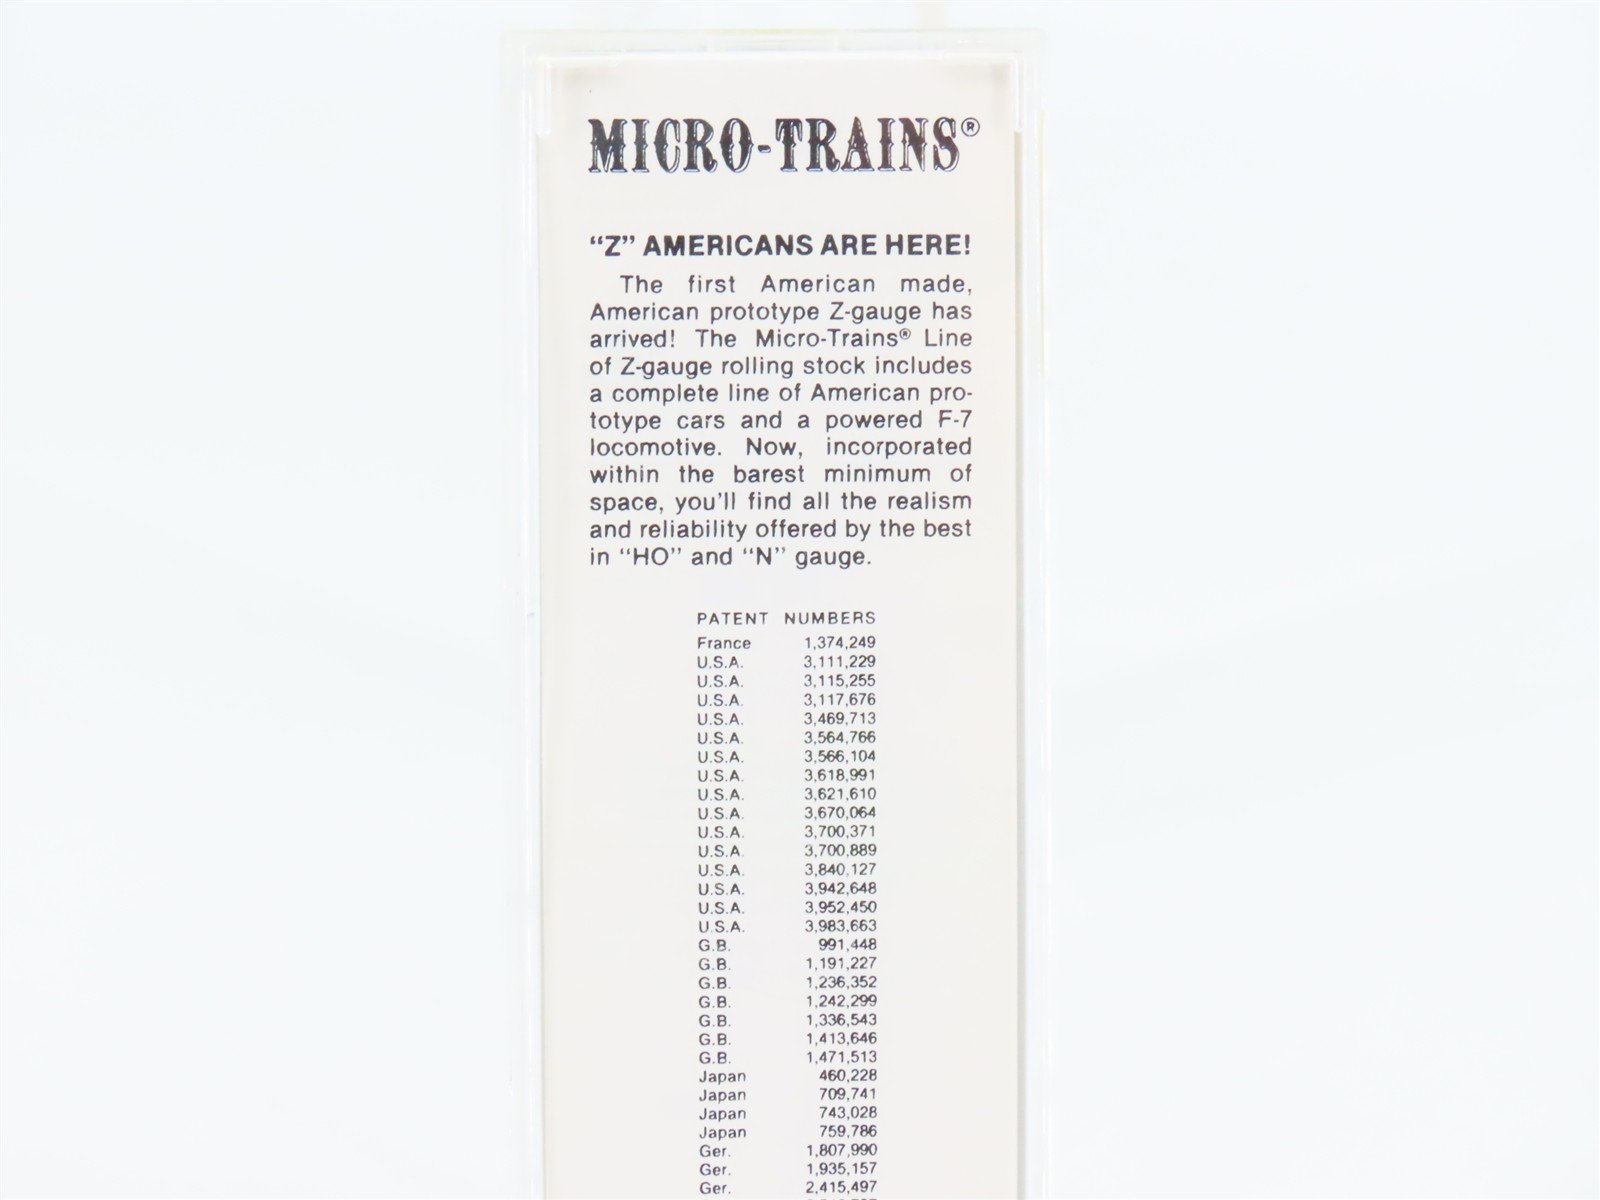 MICRO-TRAINS®
“Z” AMERICANS ARE HERE!
The first American made,
American prototype Z-gauge has
arrived! The Micro-Trains® Line
of Z-gauge rolling stock includes
a complete line of American pro-
totype cars and a powered F-7
locomotive. Now, incorporated
within the barest minimum of
space, you'll find all the realism
and reliability offered by the best
in “HO” and “N” gauge.
PATENT NUMBERS
France 1,374,249
U.S.A. 3,111,229
U.S.A. 3,115,255
U.S.A. 3,117,676
U.S.A. 3,469,713
U.S.A. 3,564,766
U.S.A. 3,566,104
U.S.A. 3,618,991
U.S.A. 3,621,610
U.S.A. 3,670,064
U.S.A. 3,700,371
U.S.A. 3,700,889
U.S.A. 3,840,127
U.S.A. 3,942,648
U.S.A. 3,952,450
U.S.A. 3,983,663
G.B. 991,448
G.B. 1,191,227
G.B. 1,236,352
G.B. 1,242,299
G.B. 1,336,543
G.B. 1,413,646
G.B. 1,471,513
Japan 460,228
Japan 709,741
Japan 743,028
Japan 759,786
Ger. 1,807,990
Ger. 1,935,157
Ger. 2,415,497